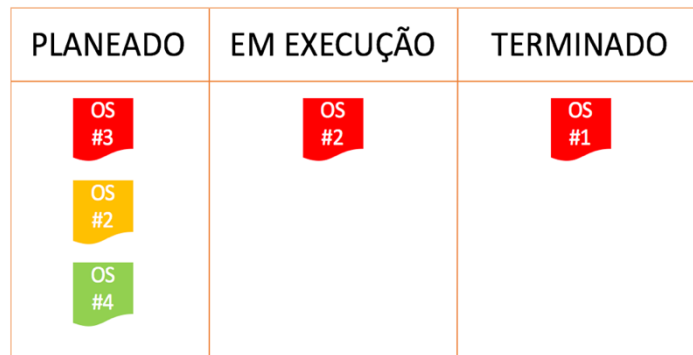 PLANEADO
EM EXECUÇÃO
TERMINADO
OS
#3
OS
#2
OS
#1
OS
#2
OS
#4